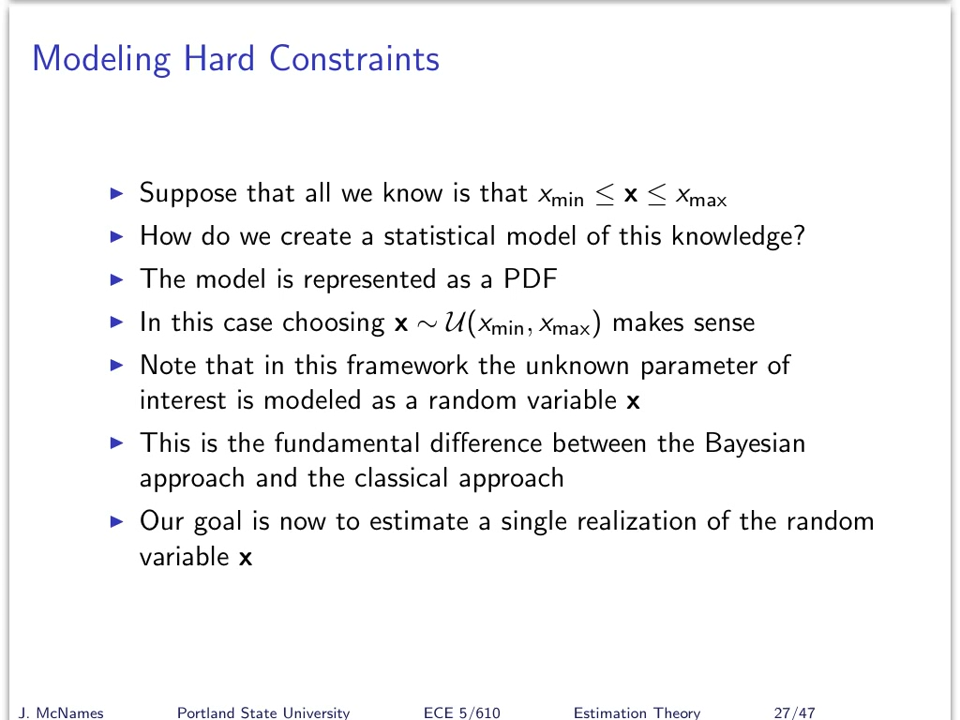 Modeling Hard Constraints
▶ Suppose that all we know is that x_min ≤ x ≤ x_max
▶ How do we create a statistical model of this knowledge?
▶ The model is represented as a PDF
▶ In this case choosing x ∼ 𝒰(x_min, x_max) makes sense
▶ Note that in this framework the unknown parameter of
interest is modeled as a random variable x
▶ This is the fundamental difference between the Bayesian
approach and the classical approach
▶ Our goal is now to estimate a single realization of the random
variable x
J. McNames Portland State University ECE 5/610 Estimation Theory 27/47